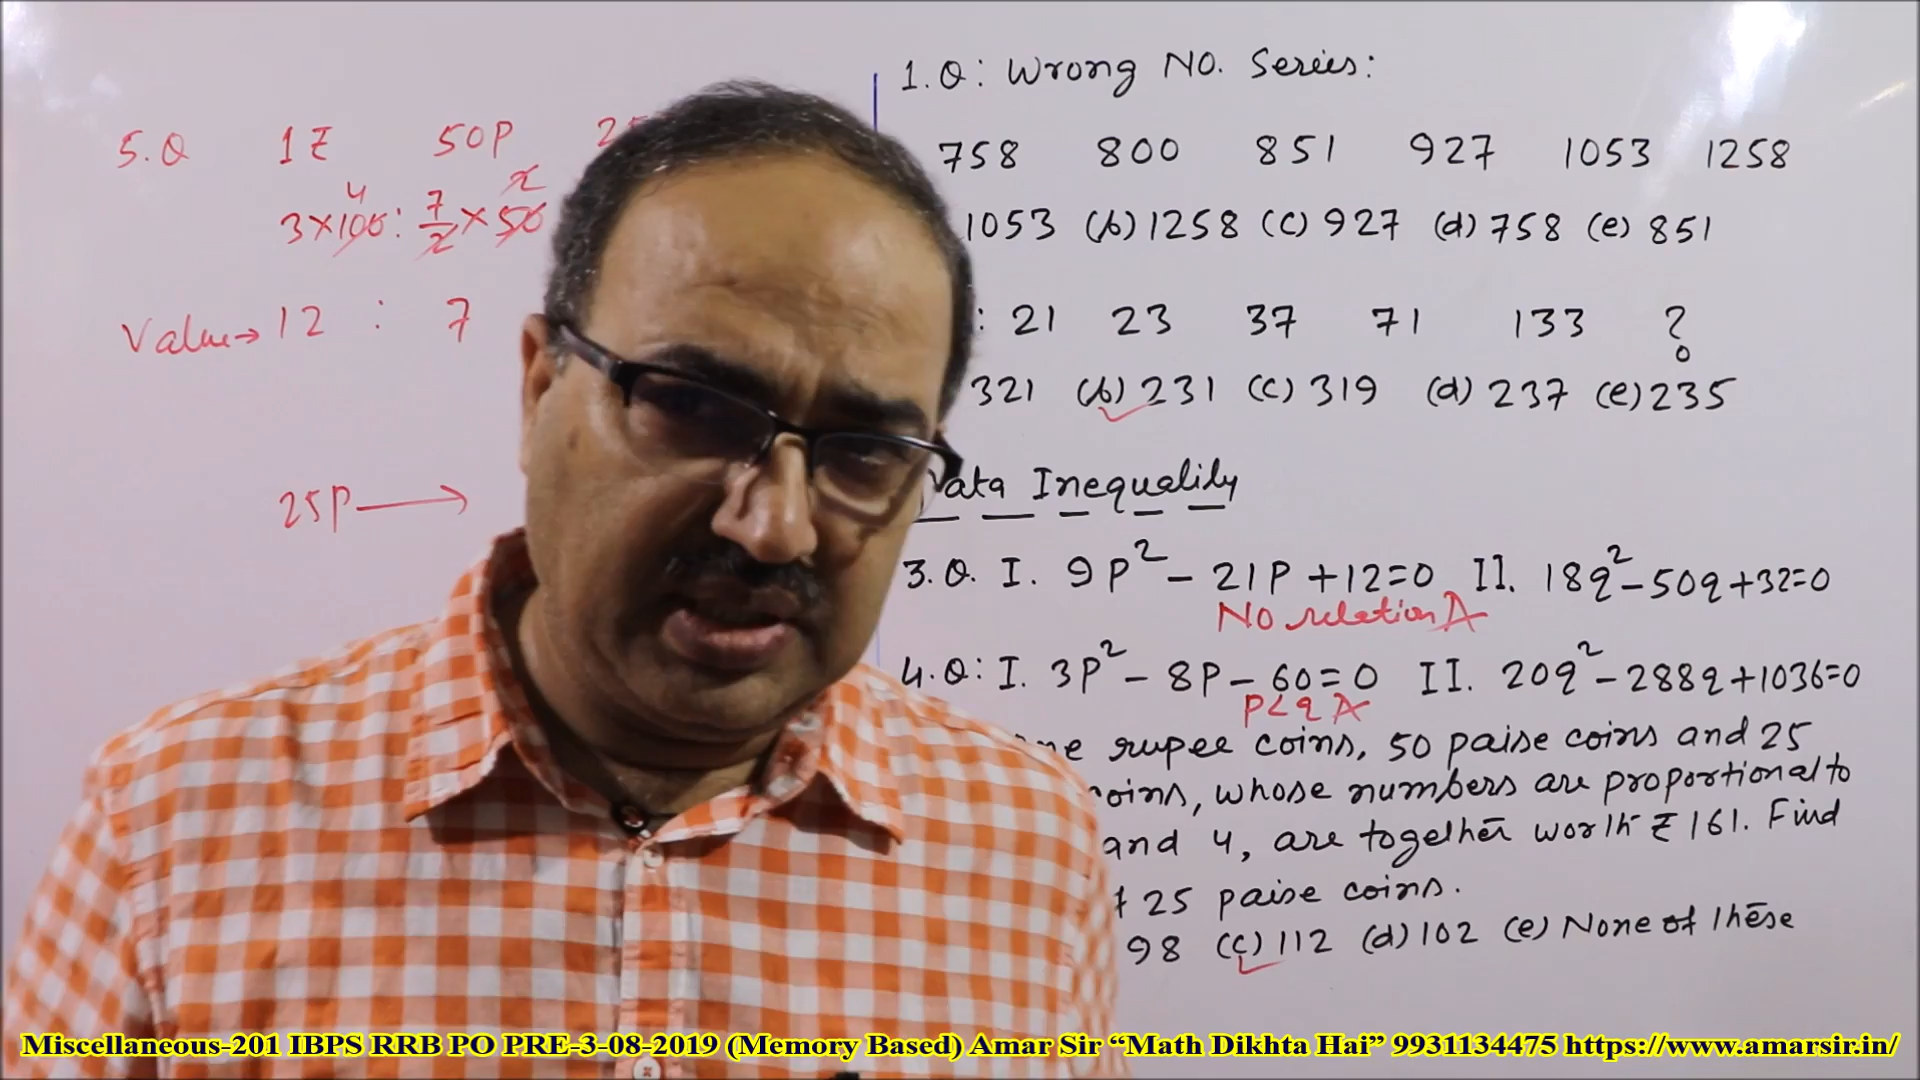 5.Q 1₹ 50P
4 x
3×100 : 7/2 × 50
Value→ 12 : 7
25P →
1.Q: Wrong No. Series:
758 800 851 927 1053 1258
1053 (b) 1258 (c) 927 (d) 758 (e) 851
: 21 23 37 71 133 ?
321 (b) 231 (c) 319 (d) 237 (e) 235
Data Inequality
3.Q. I. 9P² - 21P + 12 = 0 II. 18q² - 50q + 32 = 0
No relation A
4.Q: I. 3P² - 8P - 60 = 0 II. 20q² - 288q + 1036 = 0
P<q A
rupee coins, 50 paise coins and 25
coins, whose numbers are proportional to
and 4, are together worth ₹ 161. Find
25 paise coins.
98 (c) 112 (d) 102 (e) None of these
Miscellaneous-201 IBPS RRB PO PRE-3-08-2019 (Memory Based) Amar Sir “Math Dikhta Hai” 9931134475 https://www.amarsir.in/